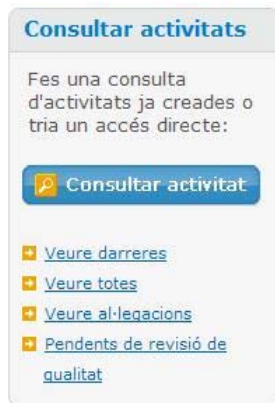 Consultar activitats
Fes una consulta
d'activitats ja creades o
tria un accés directe:
Consultar activitat
Veure darreres
Veure totes
Veure al·legacions
Pendents de revisió de
qualitat